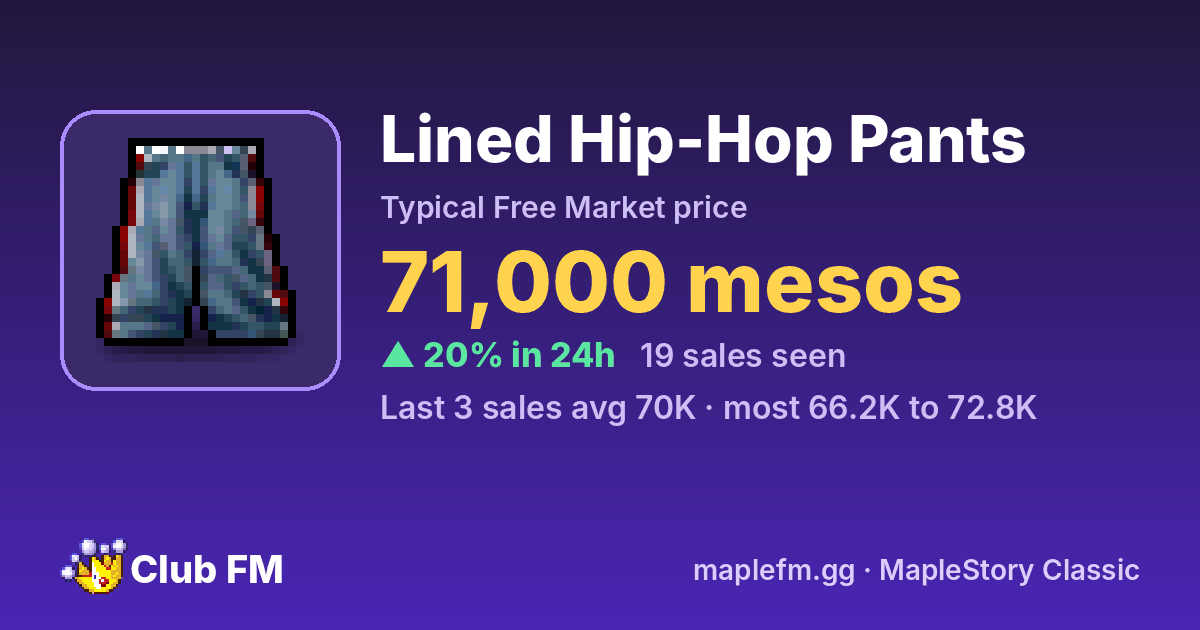 Lined Hip-Hop Pants
Typical Free Market price
71,000 mesos
▲ 20% in 24h 19 sales seen
Last 3 sales avg 70K · most 66.2K to 72.8K
Club FM
maplefm.gg · MapleStory Classic